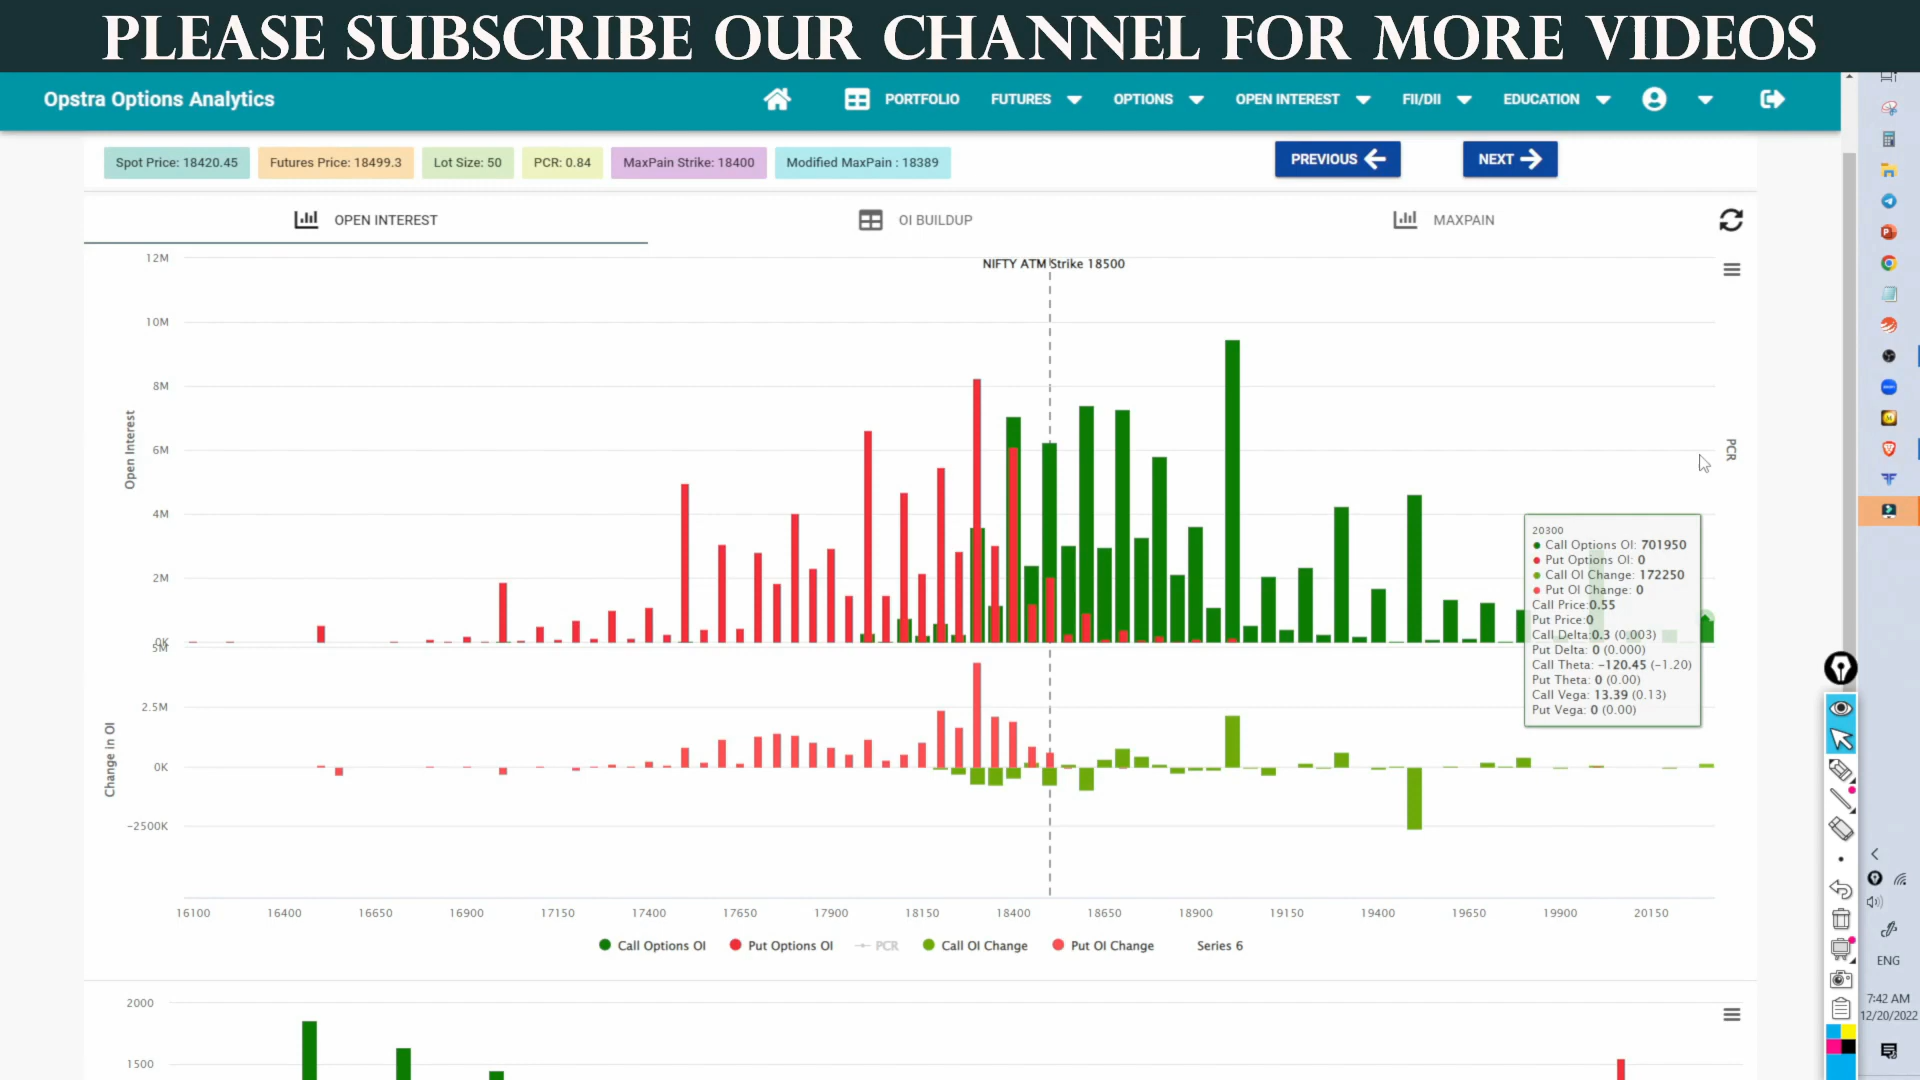 PLEASE SUBSCRIBE OUR CHANNEL FOR MORE VIDEOS
Opstra Options Analytics
PORTFOLIO
FUTURES
OPTIONS
OPEN INTEREST
FII/DII
EDUCATION
Spot Price: 18420.45
Futures Price: 18499.3
Lot Size: 50
PCR: 0.84
MaxPain Strike: 18400
Modified MaxPain : 18389
PREVIOUS
NEXT
OPEN INTEREST
OI BUILDUP
MAXPAIN
NIFTY ATM Strike 18500
12M
10M
8M
6M
4M
2M
0K
Open Interest
PCR
20300
Call Options OI: 701950
Put Options OI: 0
Call OI Change: 172250
Put OI Change: 0
Call Price:0.55
Put Price:0
Call Delta:0.3 (0.003)
Put Delta: 0 (0.000)
Call Theta: -120.45 (-1.20)
Put Theta: 0 (0.00)
Call Vega: 13.39 (0.13)
Put Vega: 0 (0.00)
5M
2.5M
0K
-2500K
Change in OI
16100 16400 16650 16900 17150 17400 17650 17900 18150 18400 18650 18900 19150 19400 19650 19900 20150
Call Options OI
Put Options OI
PCR
Call OI Change
Put OI Change
Series 6
2000
1500
ENG
7:42 AM
12/20/2022